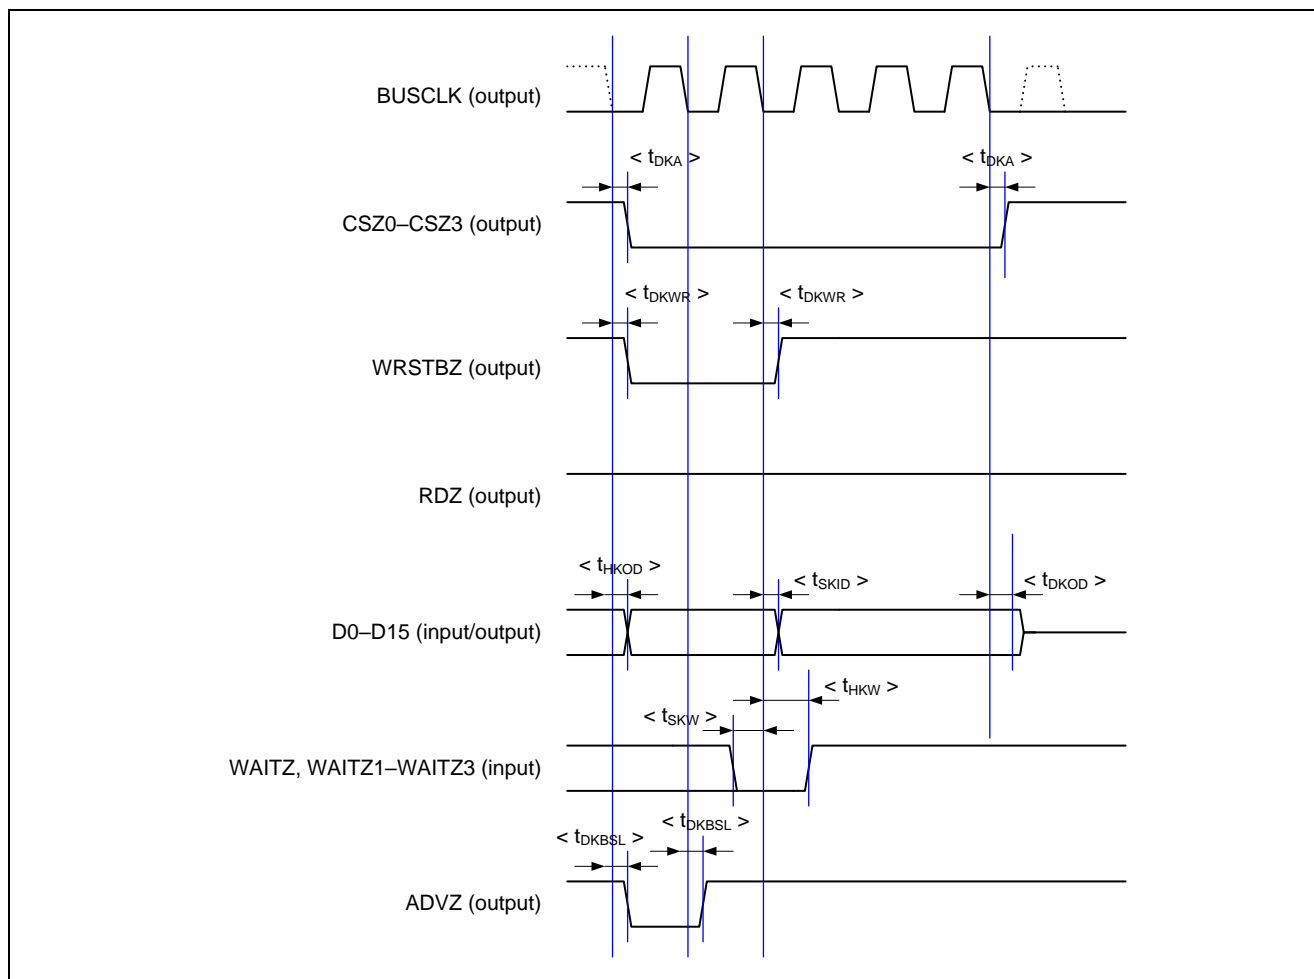 BUSCLK (output)
< tDKA >
< tDKA >
CSZ0–CSZ3 (output)
< tDKWR >
< tDKWR >
WRSTBZ (output)
RDZ (output)
< tHKOD >
< tSKID >
< tDKOD >
D0–D15 (input/output)
< tHKW >
< tSKW >
WAITZ, WAITZ1–WAITZ3 (input)
< tDKBSL >
< tDKBSL >
ADVZ (output)